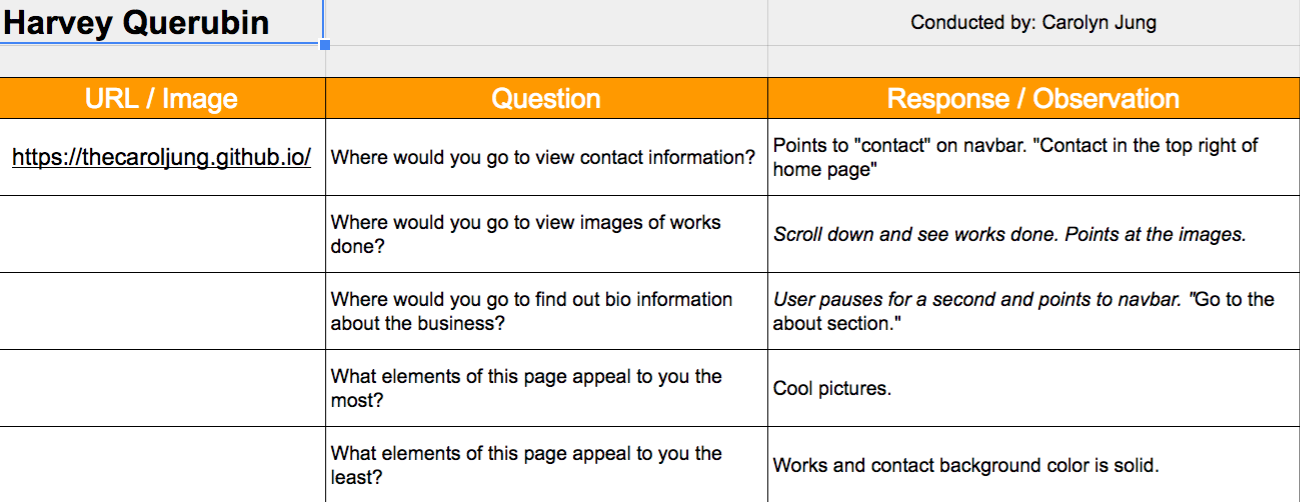 Harvey Querubin
Conducted by: Carolyn Jung
URL / Image
Question
Response / Observation
https://thecaroljung.github.io/
Where would you go to view contact information?
Points to "contact" on navbar. "Contact in the top right of
home page"
Where would you go to view images of works
done?
Scroll down and see works done. Points at the images.
Where would you go to find out bio information
about the business?
User pauses for a second and points to navbar. "Go to the
about section."
What elements of this page appeal to you the
most?
Cool pictures.
What elements of this page appeal to you the
least?
Works and contact background color is solid.